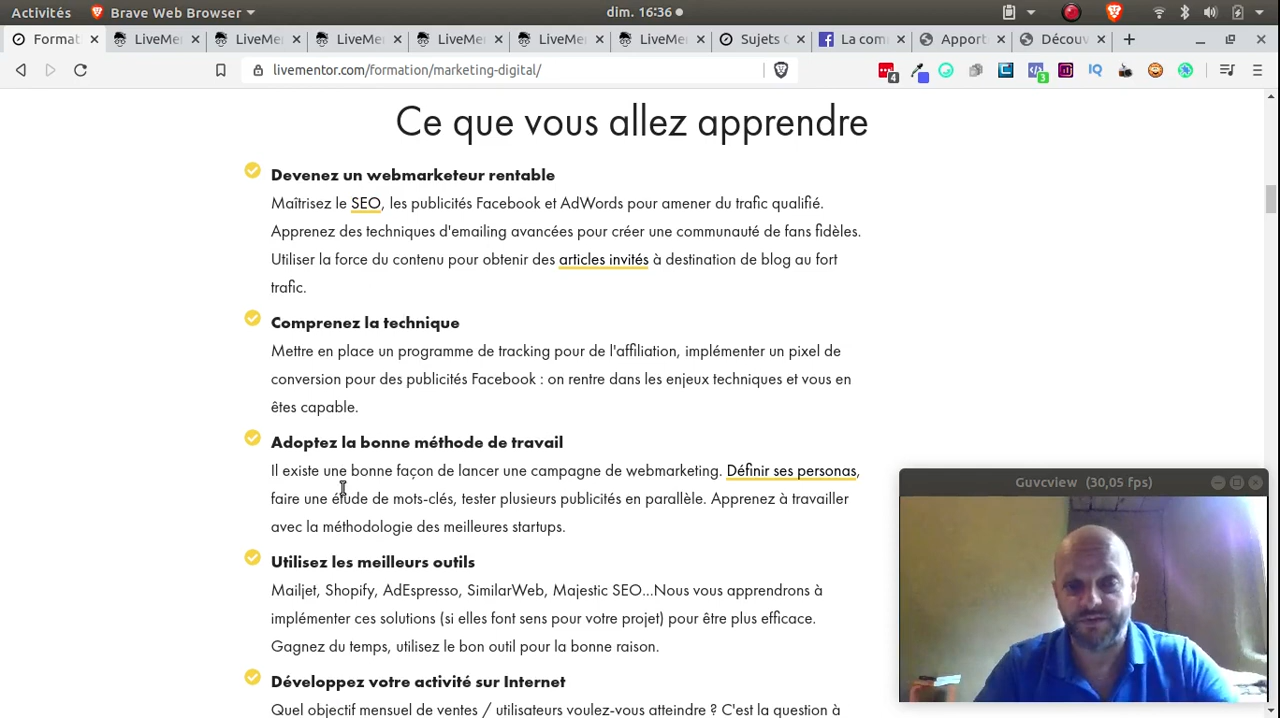 Activités
Brave Web Browser
dim. 16:36
Format
LiveMe
LiveMe
LiveMe
LiveMe
LiveMe
LiveMe
Sujets
La com
Apport
Découv
livementor.com/formation/marketing-digital/
4
3
IQ
Ce que vous allez apprendre
Devenez un webmarketeur rentable
Maîtrisez le SEO, les publicités Facebook et AdWords pour amener du trafic qualifié.
Apprenez des techniques d'emailing avancées pour créer une communauté de fans fidèles.
Utiliser la force du contenu pour obtenir des articles invités à destination de blog au fort
trafic.
Comprenez la technique
Mettre en place un programme de tracking pour de l'affiliation, implémenter un pixel de
conversion pour des publicités Facebook : on rentre dans les enjeux techniques et vous en
êtes capable.
Adoptez la bonne méthode de travail
Il existe une bonne façon de lancer une campagne de webmarketing. Définir ses personas,
faire une étude de mots-clés, tester plusieurs publicités en parallèle. Apprenez à travailler
avec la méthodologie des meilleures startups.
Guvcview (30,05 fps)
Utilisez les meilleurs outils
Mailjet, Shopify, AdEspresso, SimilarWeb, Majestic SEO...Nous vous apprendrons à
implémenter ces solutions (si elles font sens pour votre projet) pour être plus efficace.
Gagnez du temps, utilisez le bon outil pour la bonne raison.
Développez votre activité sur Internet
Quel objectif mensuel de ventes / utilisateurs voulez-vous atteindre ? C'est la question à